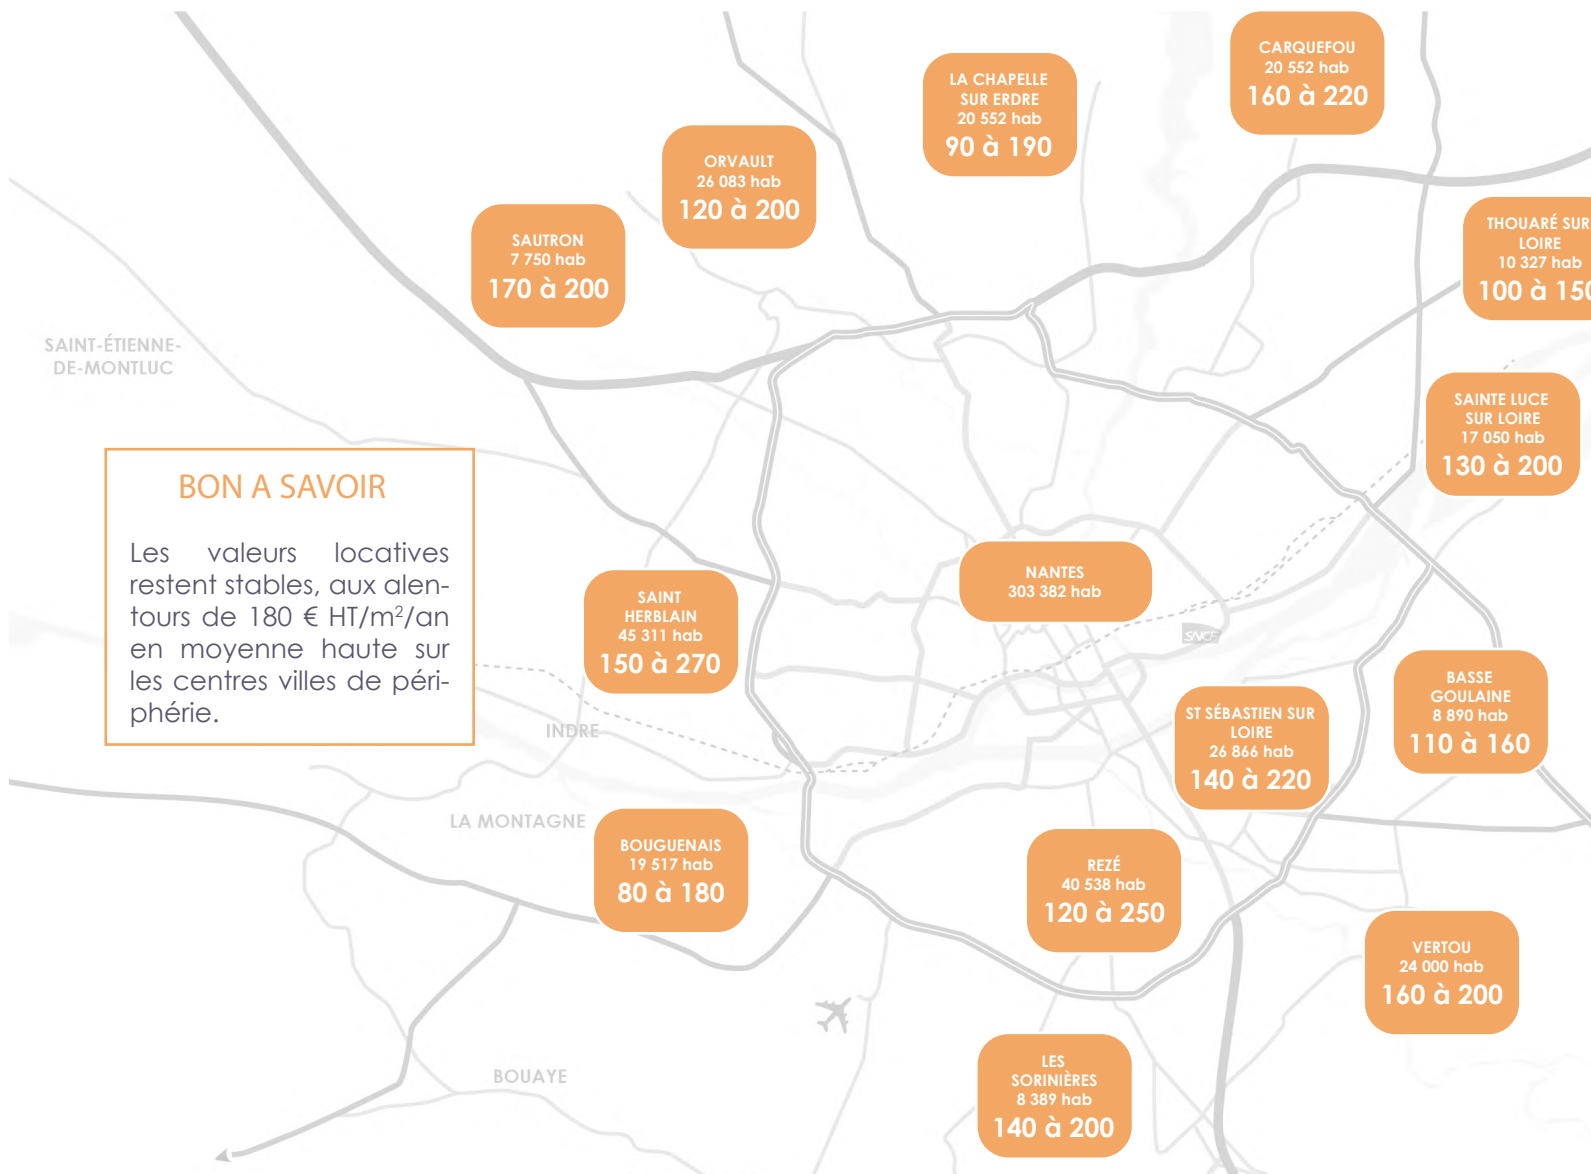 CARQUEFOU
20 552 hab
160 à 220
LA CHAPELLE
SUR ERDRE
20 552 hab
90 à 190
ORVAULT
26 083 hab
120 à 200
SAUTRON
7 750 hab
170 à 200
THOUARÉ SUR
LOIRE
10 327 hab
100 à 150
SAINT-ÉTIENNE-
DE-MONTLUC
SAINTE LUCE
SUR LOIRE
17 050 hab
130 à 200
BON A SAVOIR
Les valeurs locatives
restent stables, aux alen-
tours de 180 € HT/m²/an
en moyenne haute sur
les centres villes de péri-
phérie.
NANTES
303 382 hab
SAINT
HERBLAIN
45 311 hab
150 à 270
SNCF
BASSE
GOULAINE
8 890 hab
110 à 160
ST SÉBASTIEN SUR
LOIRE
26 866 hab
140 à 220
INDRE
LA MONTAGNE
BOUGUENAIS
19 517 hab
80 à 180
REZÉ
40 538 hab
120 à 250
VERTOU
24 000 hab
160 à 200
LES
SORINIÈRES
8 389 hab
140 à 200
BOUAYE